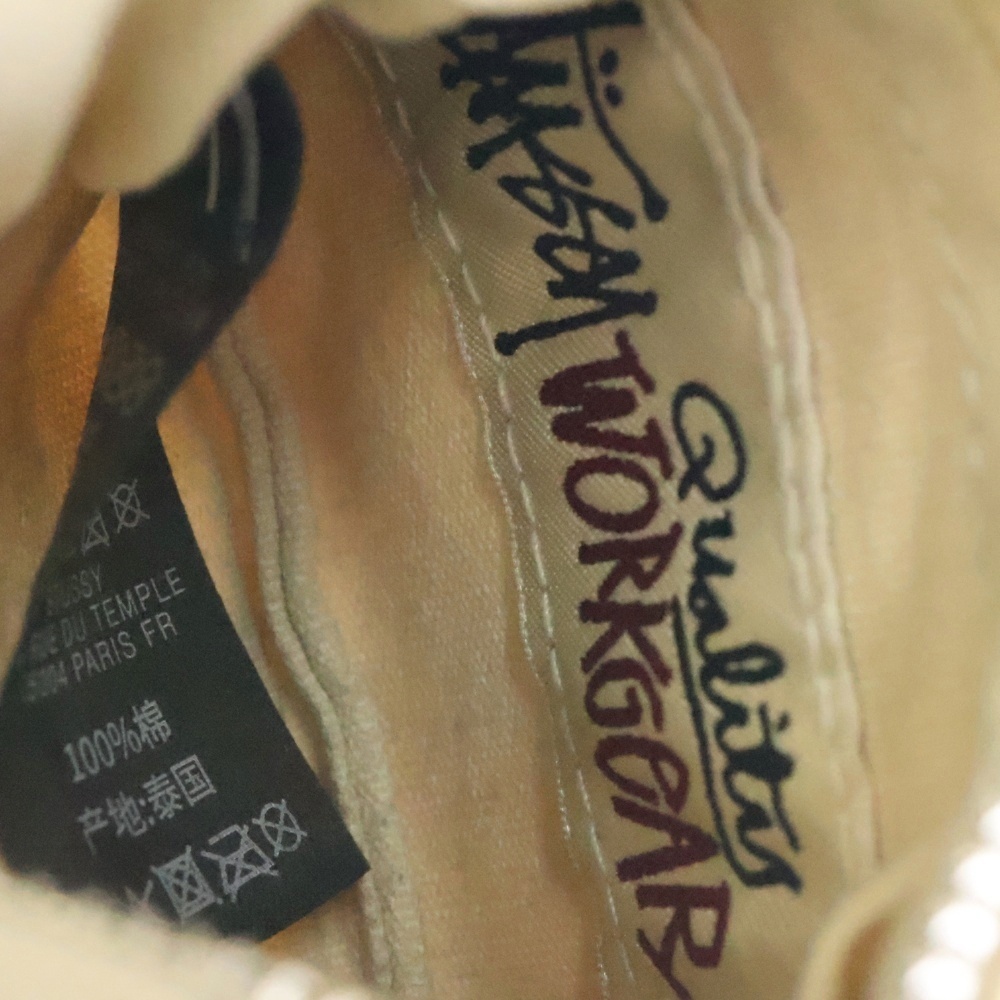 STÜSSY
RUE DU TEMPLE
PARIS FR
100%棉
产地:泰国
Stüssy
WORKGEAR
Quality